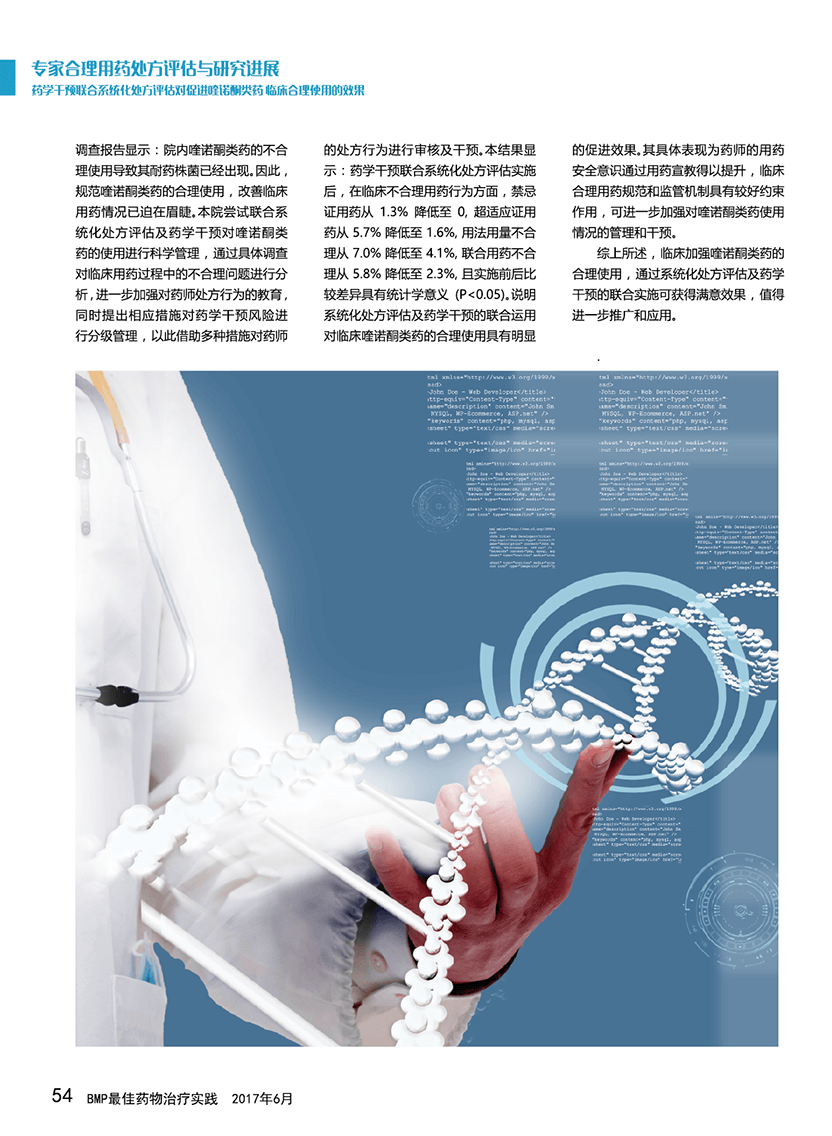 专家合理用药处方评估与研究进展
药学干预联合系统化处方评估对促进喹诺酮类药临床合理使用的效果
调查报告显示：院内喹诺酮类药的不合
理使用导致其耐药株菌已经出现。因此，
规范喹诺酮类药的合理使用，改善临床
用药情况已迫在眉睫。本院尝试联合系
统化处方评估及药学干预对喹诺酮类
药的使用进行科学管理，通过具体调查
对临床用药过程中的不合理问题进行分
析，进一步加强对药师处方行为的教育，
同时提出相应措施对药学干预风险进
行分级管理，以此借助多种措施对药师
的处方行为进行审核及干预。本结果显
示：药学干预联合系统化处方评估实施
后，在临床不合理用药行为方面，禁忌
证用药从 1.3% 降低至 0, 超适应证用
药从 5.7% 降低至 1.6%, 用法用量不合
理从 7.0% 降低至 4.1%, 联合用药不合
理从 5.8% 降低至 2.3%, 且实施前后比
较差异具有统计学意义 (P<0.05)。说明
系统化处方评估及药学干预的联合运用
对临床喹诺酮类药的合理使用具有明显
的促进效果。其具体表现为药师的用药
安全意识通过用药宣教得以提升，临床
合理用药规范和监管机制具有较好约束
作用，可进一步加强对喹诺酮类药使用
情况的管理和干预。
综上所述，临床加强喹诺酮类药的
合理使用，通过系统化处方评估及药学
干预的联合实施可获得满意效果，值得
进一步推广和应用。
.
54 BMP最佳药物治疗实践 2017年6月